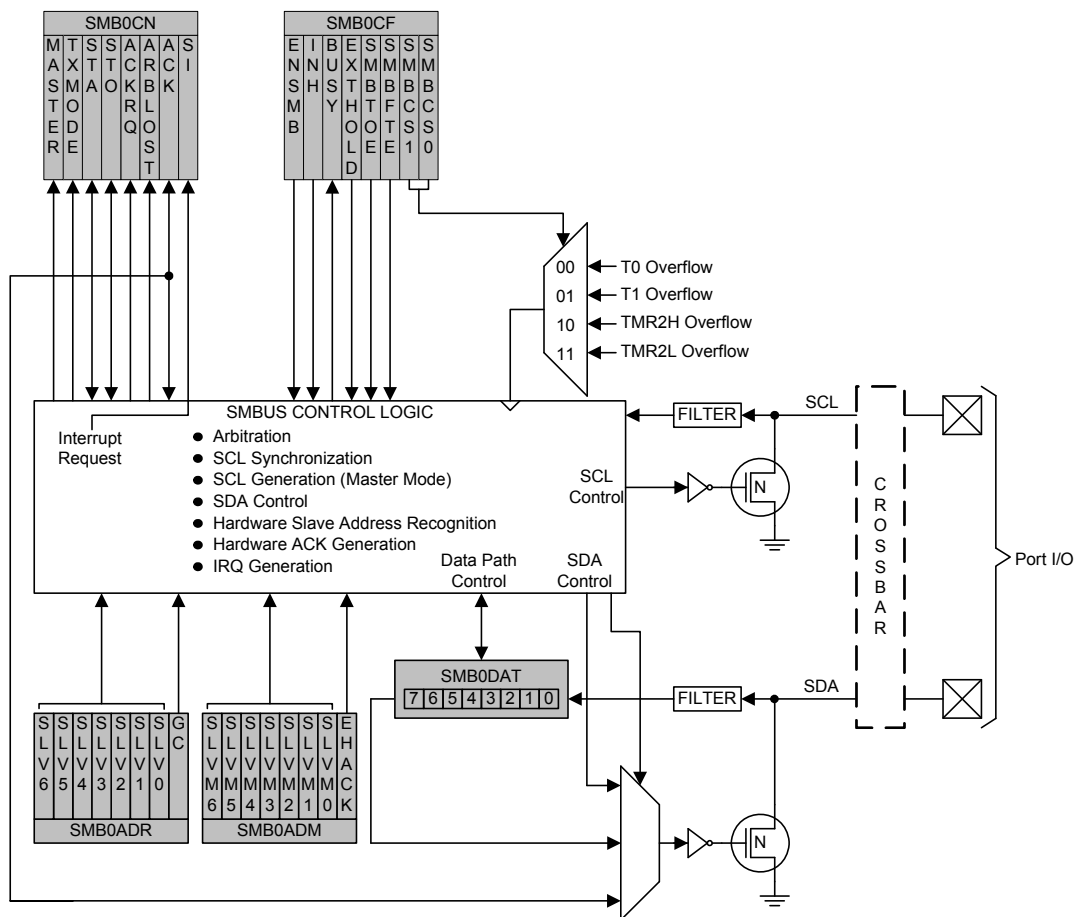 SMB0CN
MASTER
TXMODE
STA
STO
ACKRQ
ARBLOST
ACK
SI
SMB0CF
ENSMB
INH
BUSY
EXTHOLD
SMBTOE
SMBFTE
SMBCS1
SMBCS0
00
01
10
11
T0 Overflow
T1 Overflow
TMR2H Overflow
TMR2L Overflow
SMBUS CONTROL LOGIC
Interrupt
Request
● Arbitration
● SCL Synchronization
● SCL Generation (Master Mode)
● SDA Control
● Hardware Slave Address Recognition
● Hardware ACK Generation
● IRQ Generation
SCL
Control
Data Path
Control
SDA
Control
FILTER
SCL
N
CROSSBAR
Port I/O
SMB0DAT
7 6 5 4 3 2 1 0
FILTER
SDA
N
SLV6
SLV5
SLV4
SLV3
SLV2
SLV1
SLV0
GC
SMB0ADR
SLVM6
SLVM5
SLVM4
SLVM3
SLVM2
SLVM1
SLVM0
EHACK
SMB0ADM